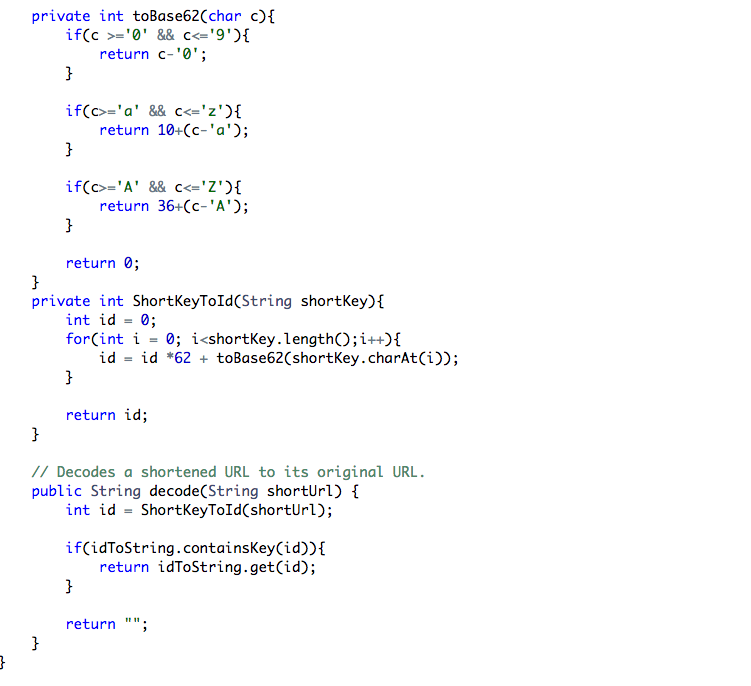 private int toBase62(char c){
if(c >='0' && c<='9'){
return c-'0';
}
if(c>='a' && c<='z'){
return 10+(c-'a');
}
if(c>='A' && c<='Z'){
return 36+(c-'A');
}
return 0;
}
private int ShortKeyToId(String shortKey){
int id = 0;
for(int i = 0; i<shortKey.length();i++){
id = id *62 + toBase62(shortKey.charAt(i));
}
return id;
}
// Decodes a shortened URL to its original URL.
public String decode(String shortUrl) {
int id = ShortKeyToId(shortUrl);
if(idToString.containsKey(id)){
return idToString.get(id);
}
return "";
}
}